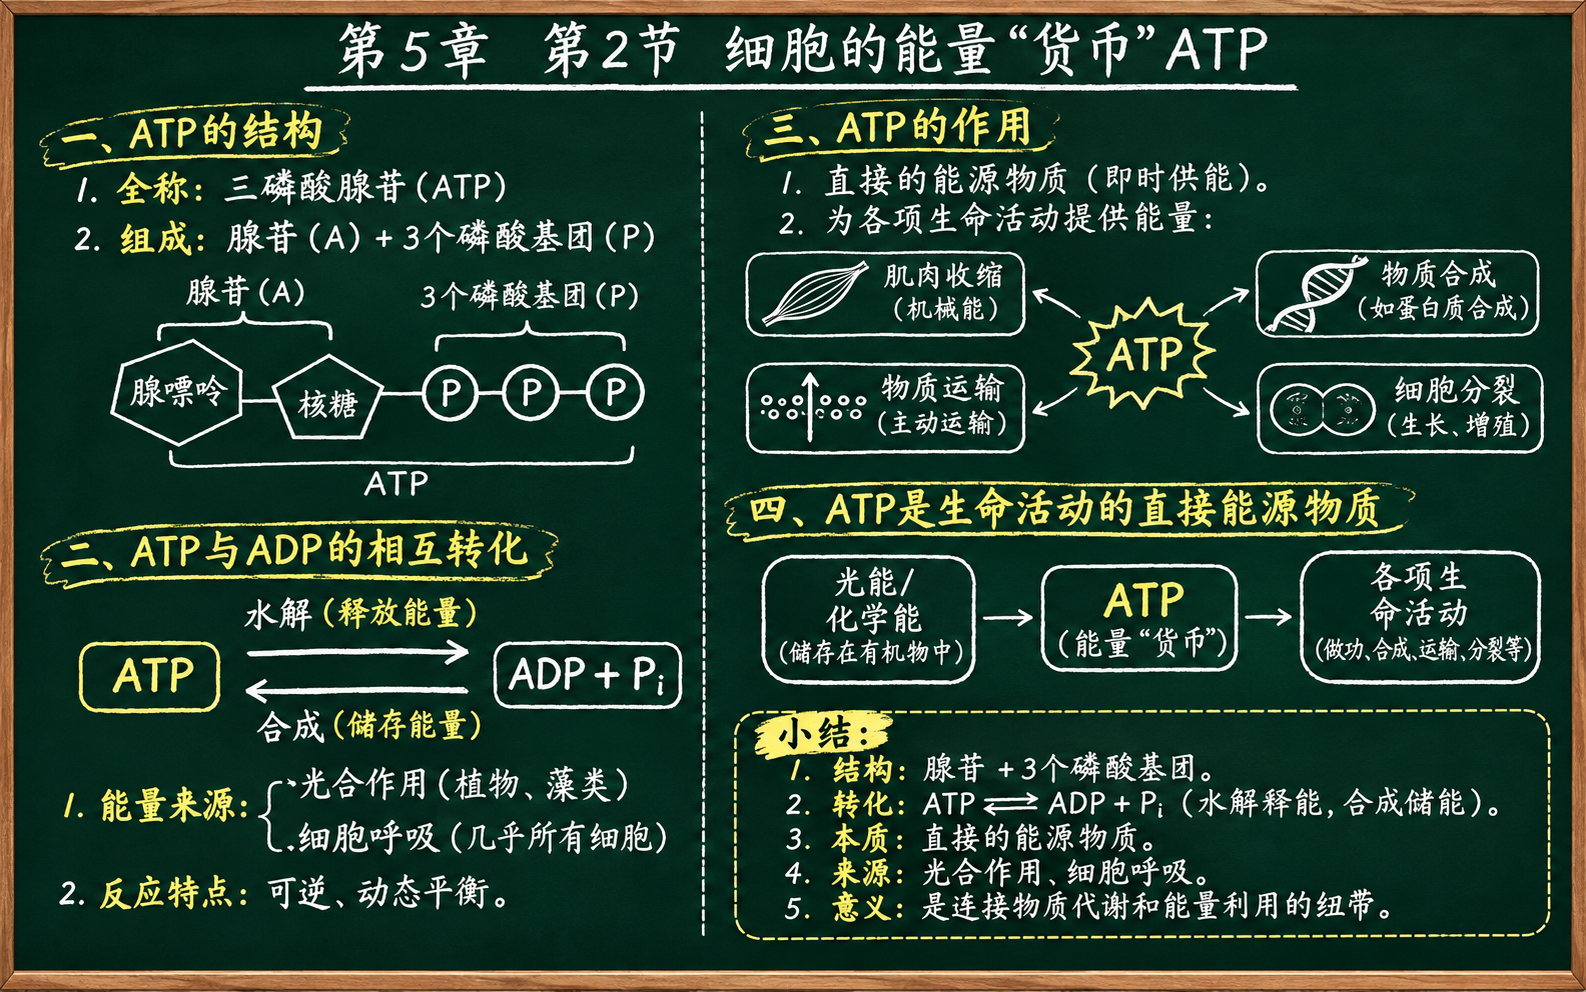 第5章 第2节 细胞的能量“货币”ATP
一、ATP的结构
1. 全称：三磷酸腺苷(ATP)
2. 组成：腺苷(A) + 3个磷酸基团(P)
腺苷(A)
3个磷酸基团(P)
腺嘌呤
核糖
P
P
P
ATP
二、ATP与ADP的相互转化
水解(释放能量)
ATP
ADP + Pi
合成(储存能量)
1. 能量来源：
·光合作用(植物、藻类)
·细胞呼吸(几乎所有细胞)
2. 反应特点：可逆、动态平衡。
三、ATP的作用
1. 直接的能源物质(即时供能)。
2. 为各项生命活动提供能量：
肌肉收缩
(机械能)
物质合成
(如蛋白质合成)
ATP
物质运输
(主动运输)
细胞分裂
(生长、增殖)
四、ATP是生命活动的直接能源物质
光能/
化学能
(储存在有机物中)
ATP
(能量“货币”)
各项生
命活动
(做功、合成、运输、分裂等)
小结：
1. 结构：腺苷 + 3个磷酸基团。
2. 转化：ATP ⇌ ADP + Pi (水解释能, 合成储能)。
3. 本质：直接的能源物质。
4. 来源：光合作用、细胞呼吸。
5. 意义：是连接物质代谢和能量利用的纽带。